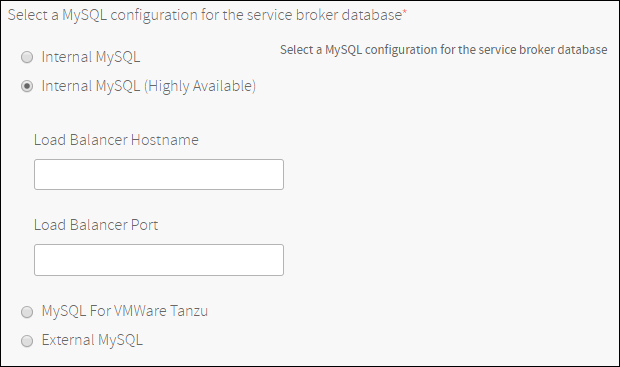 Select a MySQL configuration for the service broker database*
Select a MySQL configuration for the service broker database
Internal MySQL
Internal MySQL (Highly Available)
Load Balancer Hostname
Load Balancer Port
MySQL For VMWare Tanzu
External MySQL